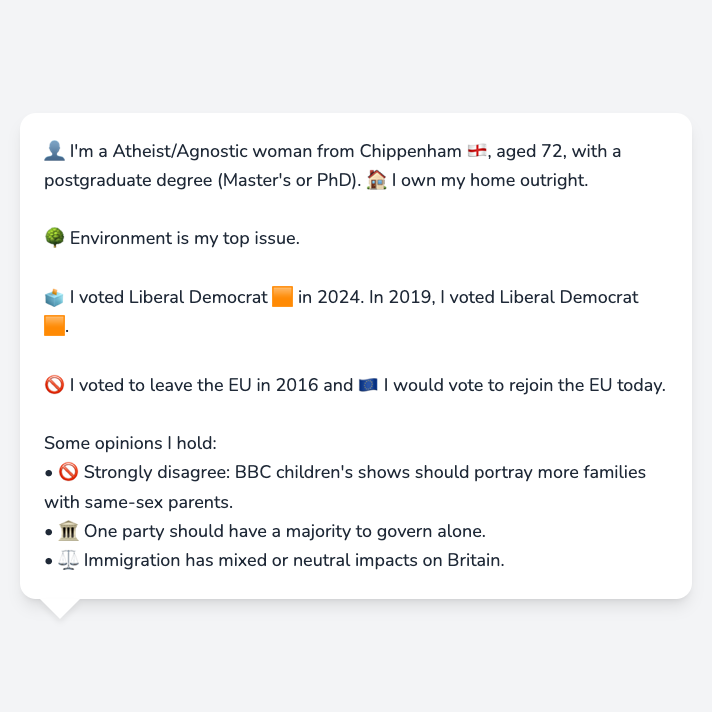 👤 I'm a Atheist/Agnostic woman from Chippenham 🏴󠁧󠁢󠁥󠁮󠁧󠁿, aged 72, with a
postgraduate degree (Master's or PhD). 🏠 I own my home outright.
🌳 Environment is my top issue.
🗳️ I voted Liberal Democrat 🟧 in 2024. In 2019, I voted Liberal Democrat
🟧.
🚫 I voted to leave the EU in 2016 and 🇪🇺 I would vote to rejoin the EU today.
Some opinions I hold:
• 🚫 Strongly disagree: BBC children's shows should portray more families
with same-sex parents.
• 🏛️ One party should have a majority to govern alone.
• ⚖️ Immigration has mixed or neutral impacts on Britain.